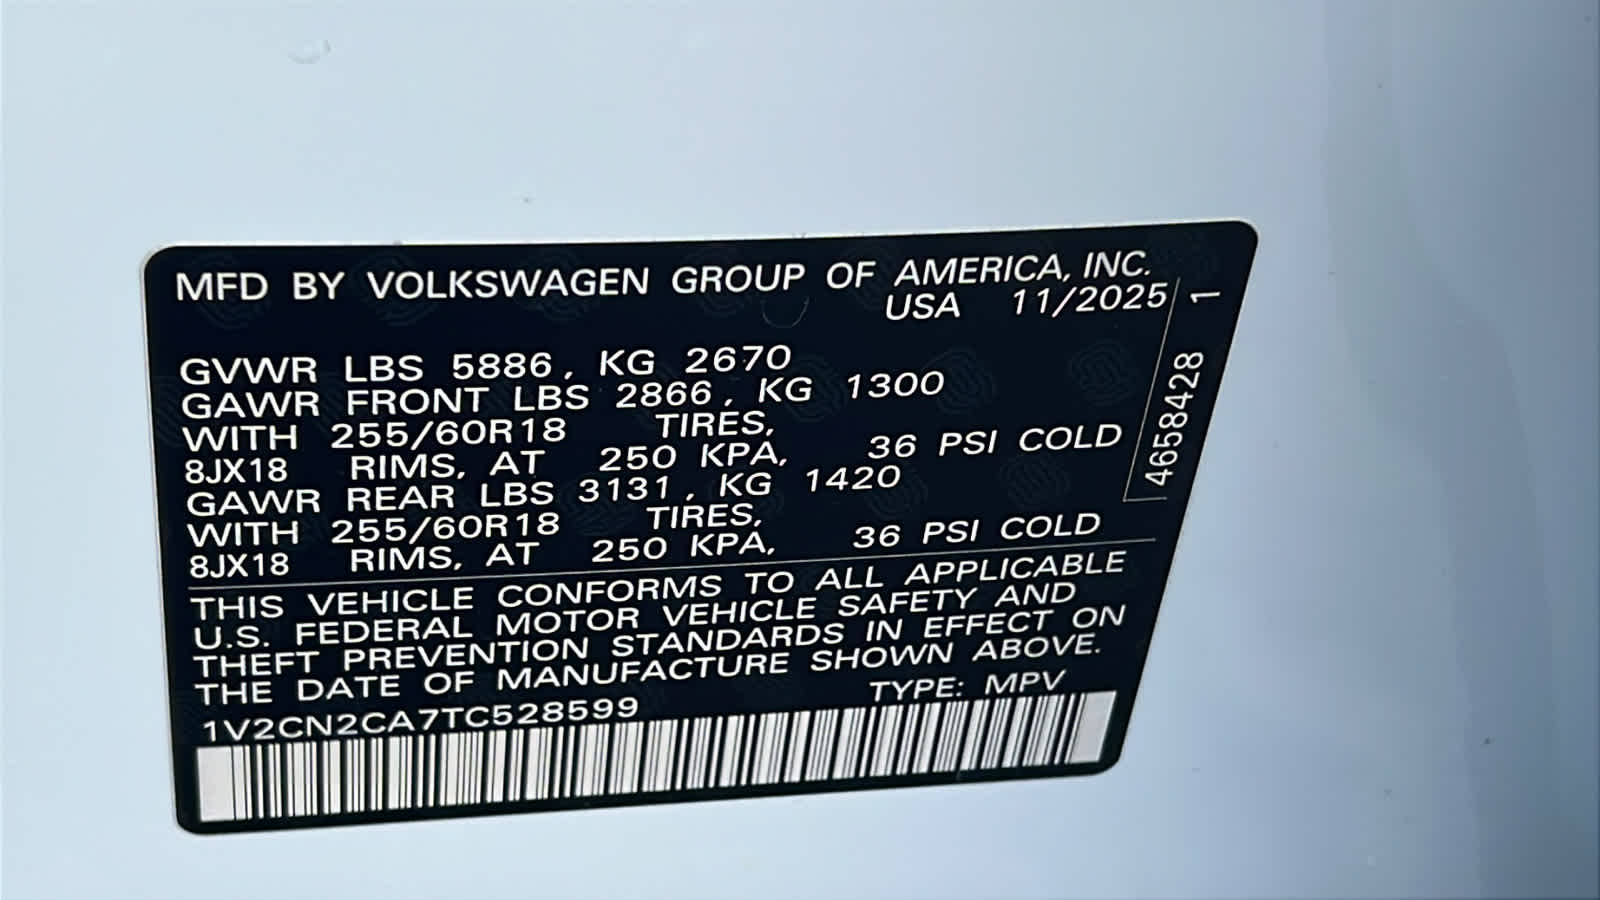 MFD BY VOLKSWAGEN GROUP OF AMERICA, INC.
USA 11/2025
GVWR LBS 5886, KG 2670
GAWR FRONT LBS 2866, KG 1300
WITH 255/60R18 TIRES,
8JX18 RIMS, AT 250 KPA, 36 PSI COLD
GAWR REAR LBS 3131, KG 1420
WITH 255/60R18 TIRES,
8JX18 RIMS, AT 250 KPA, 36 PSI COLD
THIS VEHICLE CONFORMS TO ALL APPLICABLE
U.S. FEDERAL MOTOR VEHICLE SAFETY AND
THEFT PREVENTION STANDARDS IN EFFECT ON
THE DATE OF MANUFACTURE SHOWN ABOVE.
1V2CN2CA7TC528599 TYPE: MPV
4658428 1